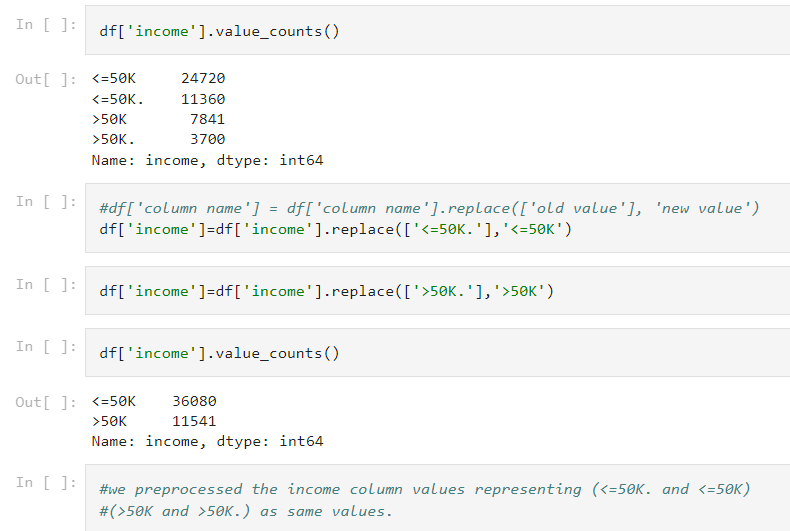 In [ ]: df['income'].value_counts()
Out[ ]: <=50K     24720
<=50K.    11360
>50K       7841
>50K.      3700
Name: income, dtype: int64
In [ ]: #df['column name'] = df['column name'].replace(['old value'], 'new value')
df['income']=df['income'].replace(['<=50K.'],'<=50K')
In [ ]: df['income']=df['income'].replace(['>50K.'],'>50K')
In [ ]: df['income'].value_counts()
Out[ ]: <=50K    36080
>50K     11541
Name: income, dtype: int64
In [ ]: #we preprocessed the income column values representing (<=50K. and <=50K)
#(>50K and >50K.) as same values.